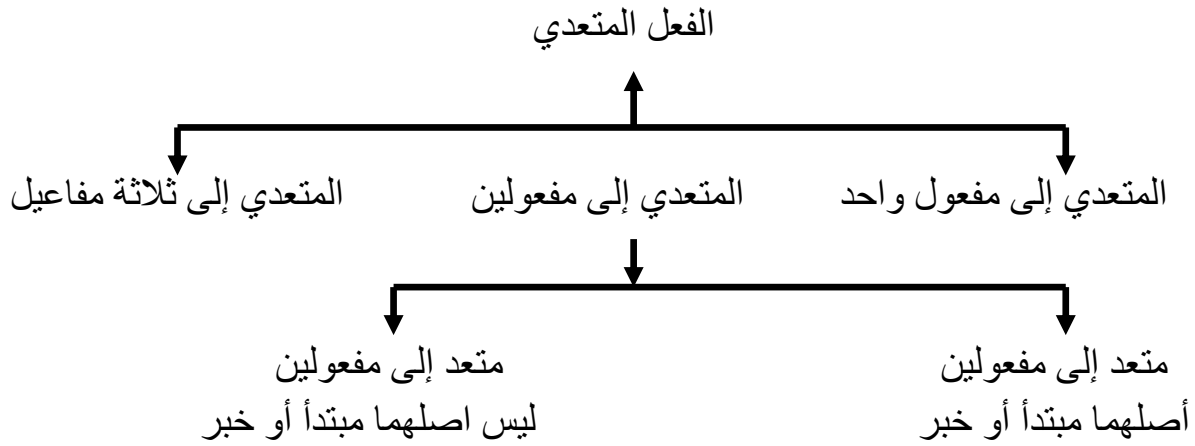 الفعل المتعدي
المتعدي إلى مفعول واحد
المتعدي إلى مفعولين
المتعدي إلى ثلاثة مفاعيل
متعد إلى مفعولين
أصلهما مبتدأ أو خبر
متعد إلى مفعولين
ليس اصلهما مبتدأ أو خبر